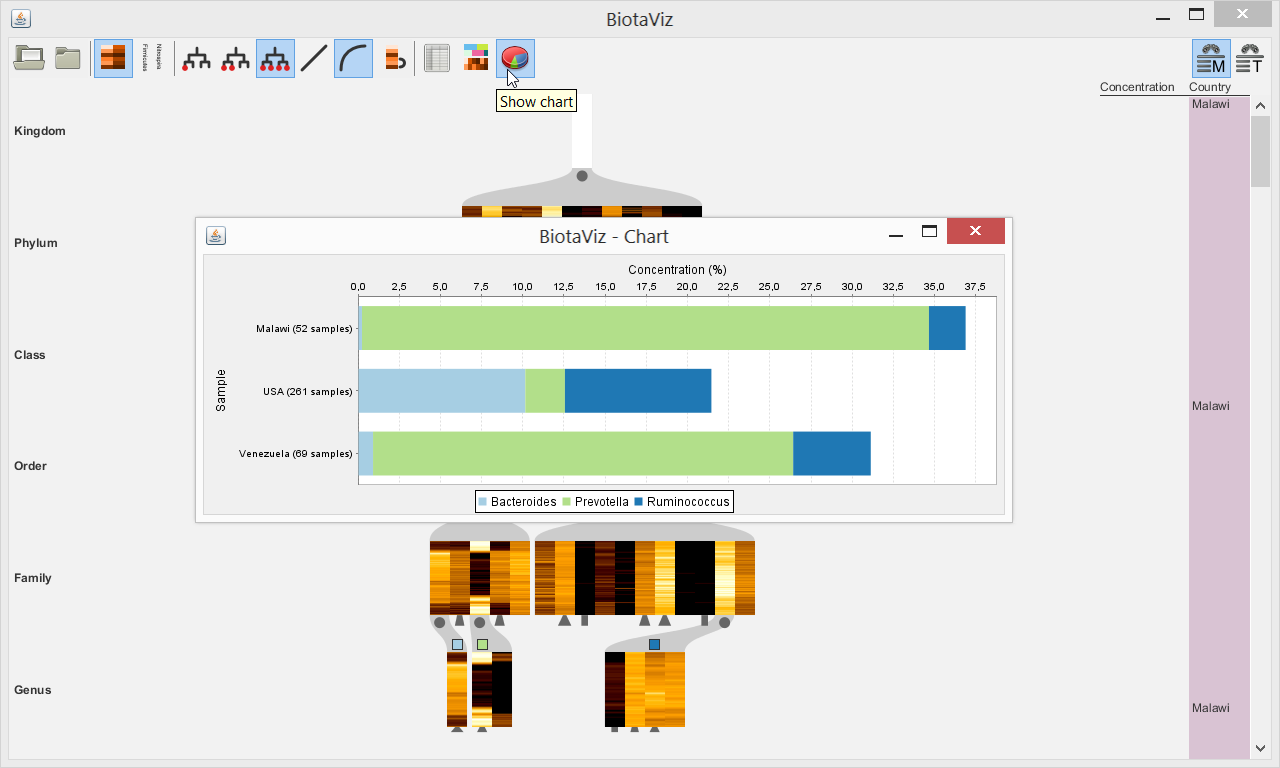 BiotaViz
Firmicutes
Nitrospira
M
T
Show chart
Concentration Country
Kingdom
Malawi
Phylum
BiotaViz - Chart
Concentration (%)
0,0 2,5 5,0 7,5 10,0 12,5 15,0 17,5 20,0 22,5 25,0 27,5 30,0 32,5 35,0 37,5
Malawi (52 samples)
Class
Sample
USA (261 samples)
Malawi
Venezuela (69 samples)
Order
Bacteroides Prevotella Ruminococcus
Family
Genus
Malawi